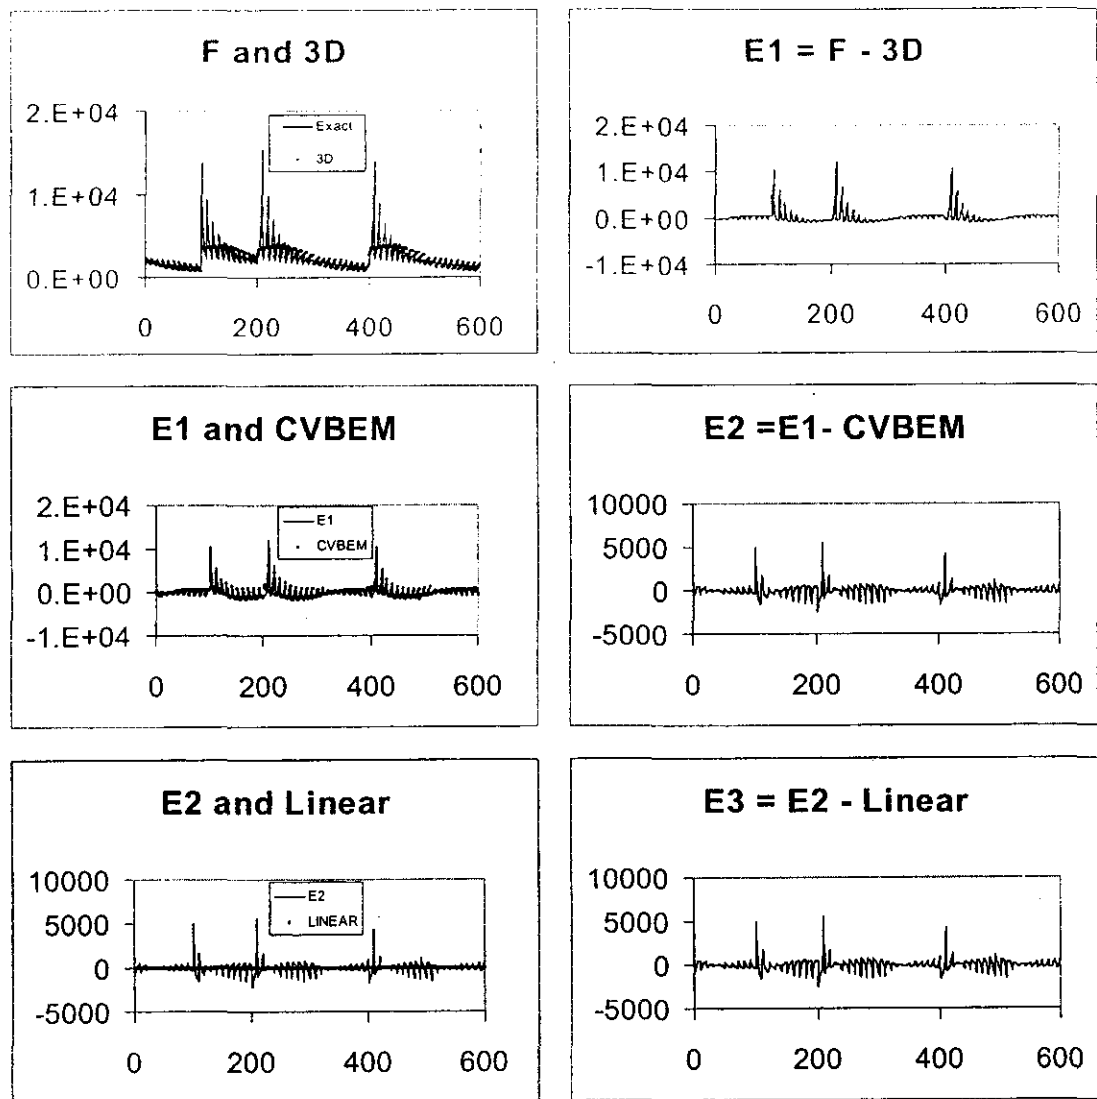 F and 3D
2.E+04
1.E+04
0.E+00
Exact
3D
0
200
400
600
E1 = F - 3D
2.E+04
1.E+04
0.E+00
-1.E+04
0
200
400
600
E1 and CVBEM
2.E+04
1.E+04
0.E+00
-1.E+04
E1
CVBEM
0
200
400
600
E2 =E1- CVBEM
10000
5000
0
-5000
0
200
400
600
E2 and Linear
10000
5000
0
-5000
E2
LINEAR
0
200
400
600
E3 = E2 - Linear
10000
5000
0
-5000
0
200
400
600